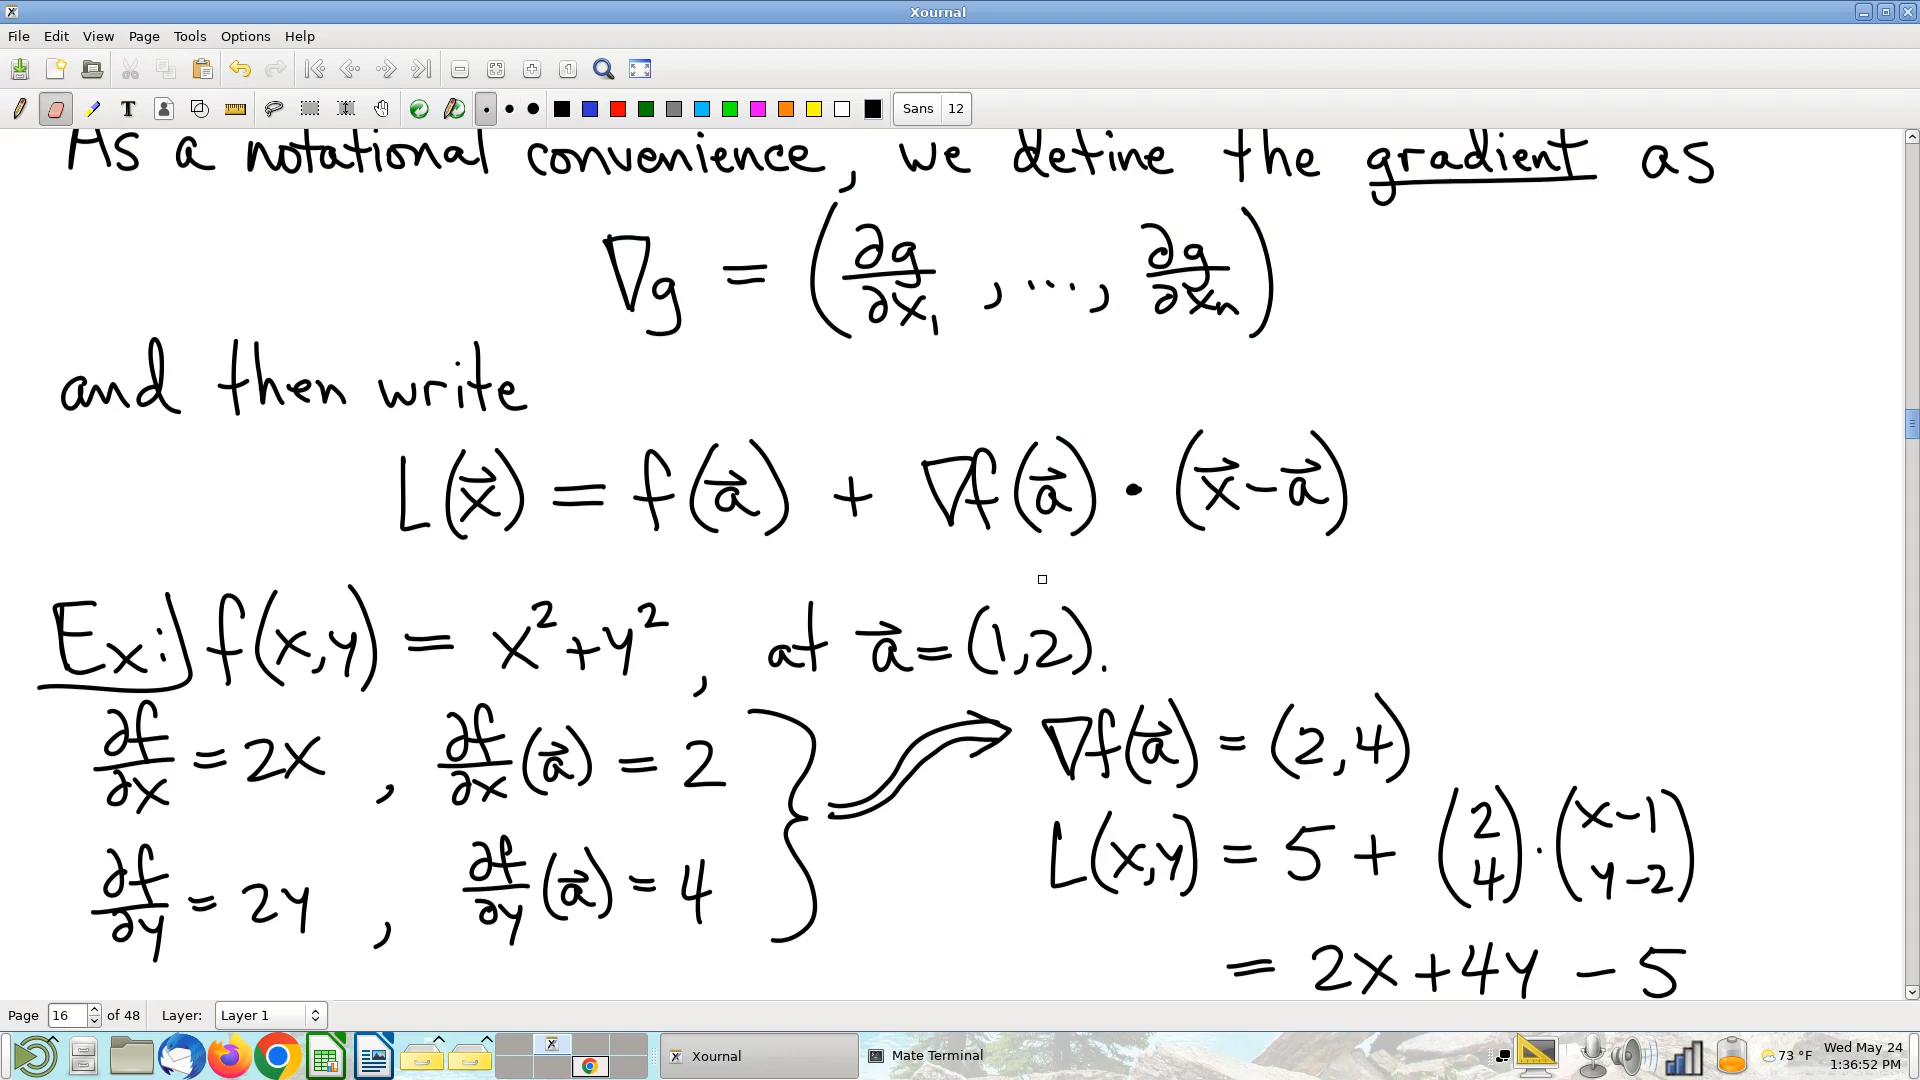 Xournal
File Edit View Page Tools Options Help
Sans 12
As a notational convenience, we define the gradient as
∇g = (∂g/∂x₁, ..., ∂g/∂xₙ)
and then write
L(x⃗) = f(a⃗) + ∇f(a⃗) • (x⃗-a⃗)
Ex: f(x,y) = x²+y², at a⃗=(1,2).
∂f/∂x = 2x, ∂f/∂x(a⃗) = 2
∇f(a⃗) = (2,4)
∂f/∂y = 2y, ∂f/∂y(a⃗) = 4
L(x,y) = 5 + (2 4)·(x-1 y-2)
= 2x+4y-5
Page 16 of 48 Layer: Layer 1
Xournal Mate Terminal 73 °F Wed May 24
1:36:52 PM